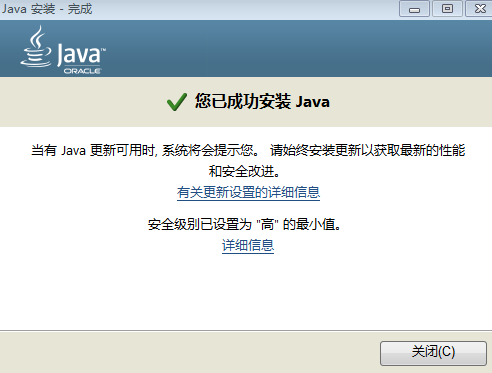 Java 安装 - 完成
Java™
ORACLE
您已成功安装 Java
当有 Java 更新可用时, 系统将会提示您。 请始终安装更新以获取最新的性能
和安全改进。
有关更新设置的详细信息
安全级别已设置为 "高" 的最小值。
详细信息
关闭(C)